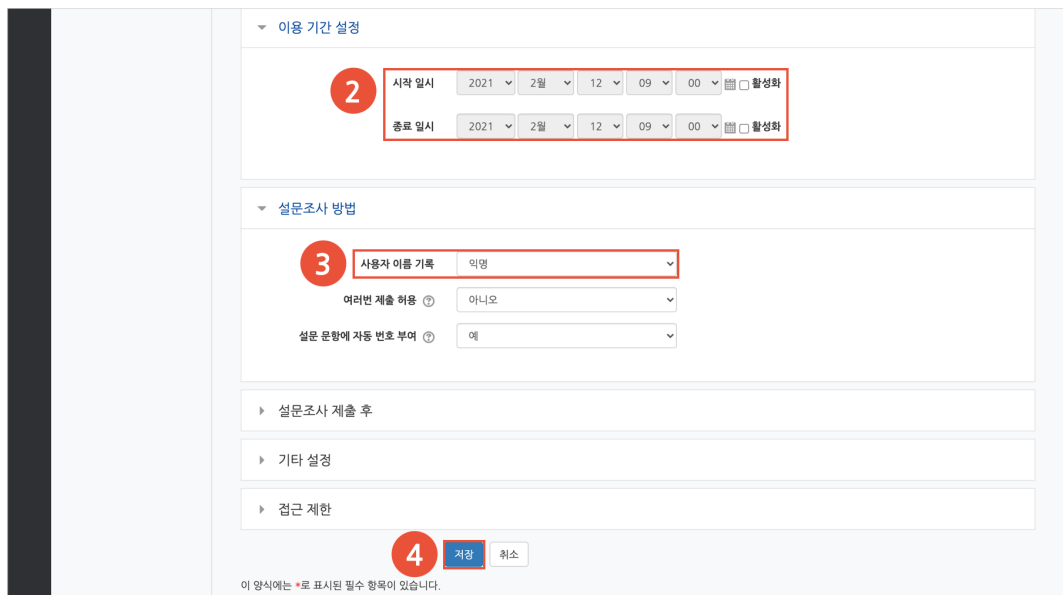 이용 기간 설정
2
시작 일시 2021 2월 12 09 00 활성화
종료 일시 2021 2월 12 09 00 활성화
설문조사 방법
3 사용자 이름 기록 익명
여러번 제출 허용 ? 아니오
설문 문항에 자동 번호 부여 ? 예
설문조사 제출 후
기타 설정
접근 제한
4 저장 취소
이 양식에는 *로 표시된 필수 항목이 있습니다.